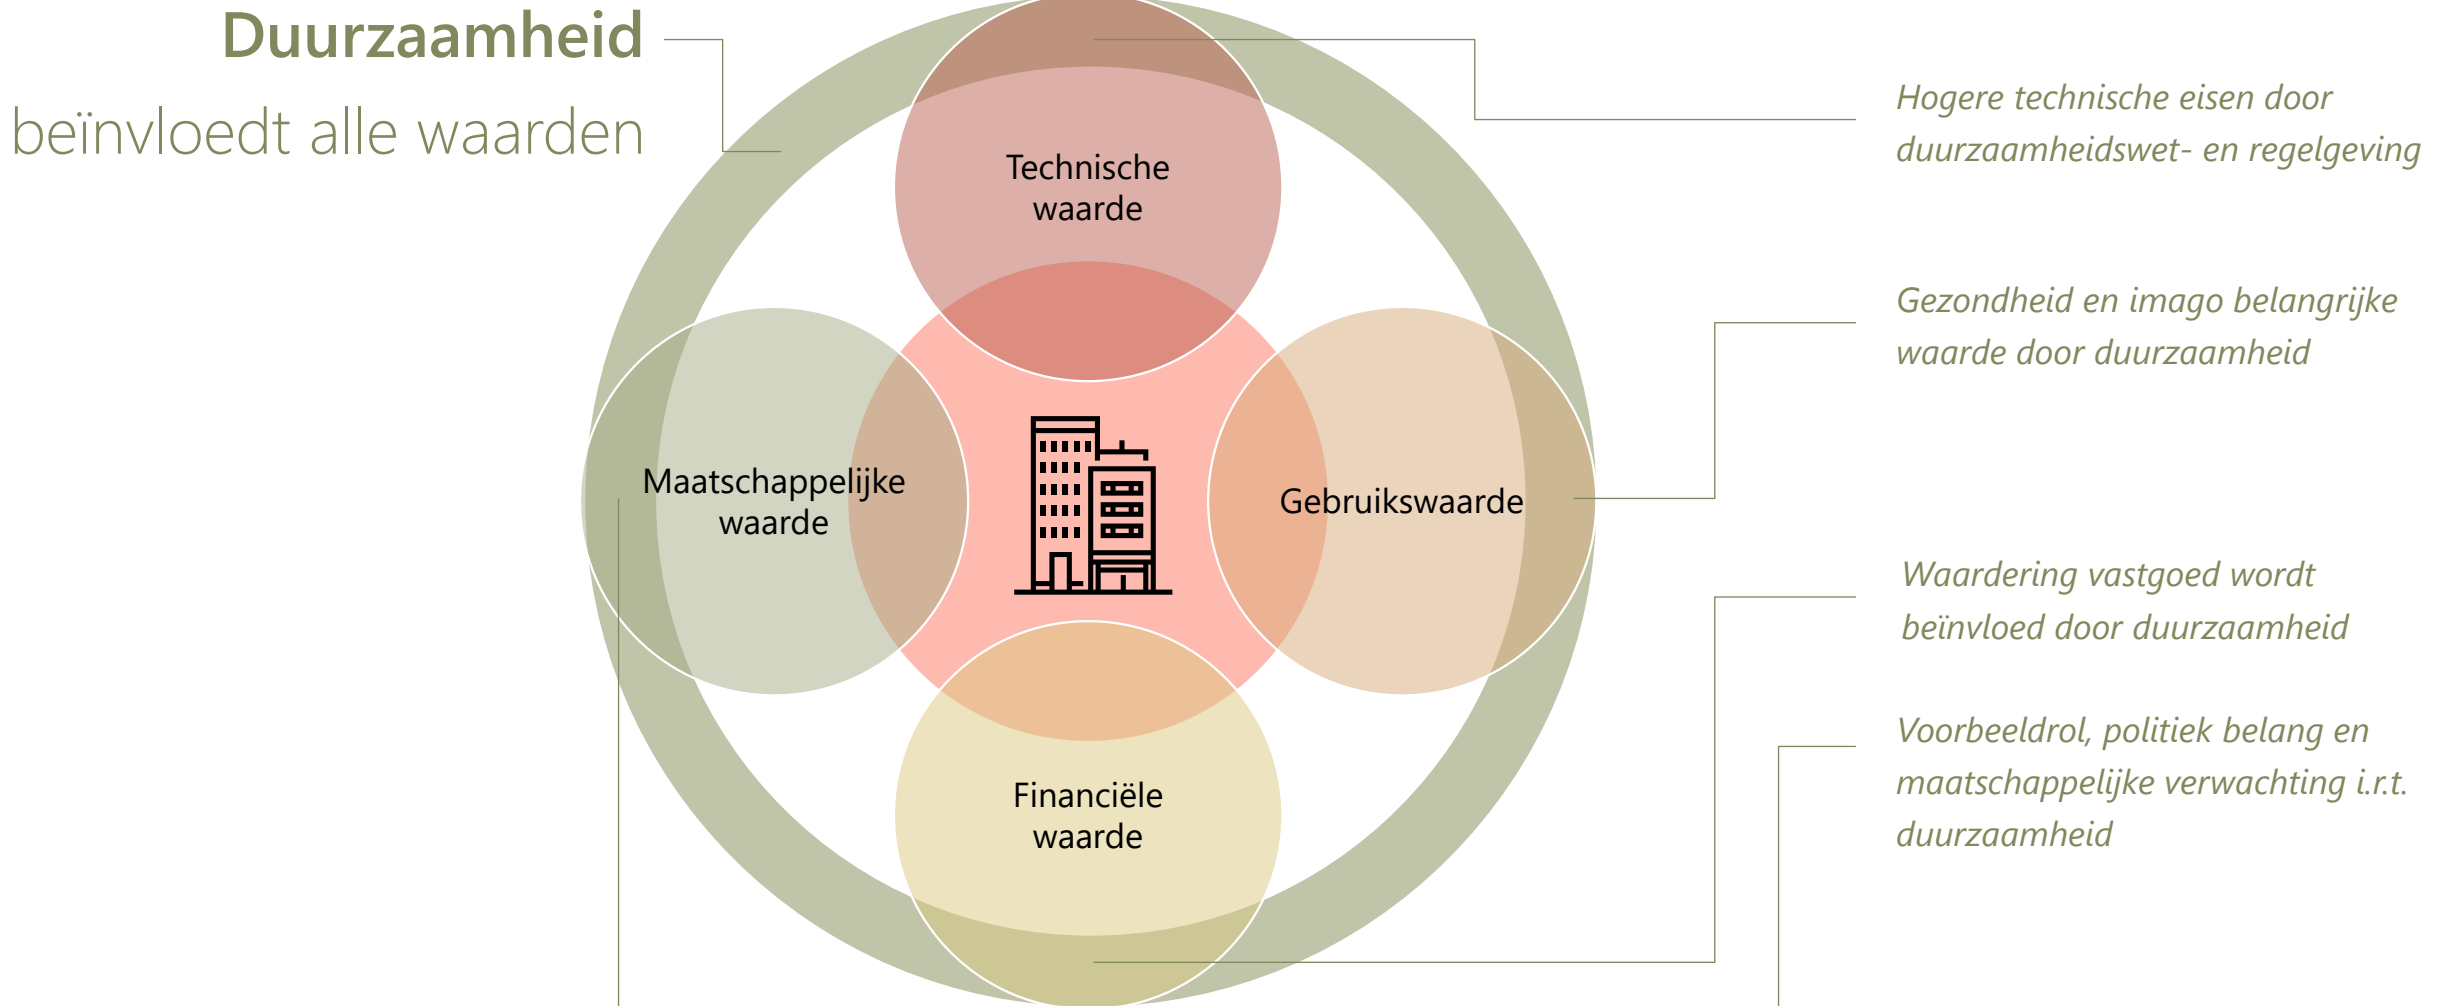 Duurzaamheid
beïnvloedt alle waarden
Technische
waarde
Maatschappelijke
waarde
Gebruikswaarde
Financiële
waarde
Hogere technische eisen door
duurzaamheidswet- en regelgeving
Gezondheid en imago belangrijke
waarde door duurzaamheid
Waardering vastgoed wordt
beïnvloed door duurzaamheid
Voorbeeldrol, politiek belang en
maatschappelijke verwachting i.r.t.
duurzaamheid